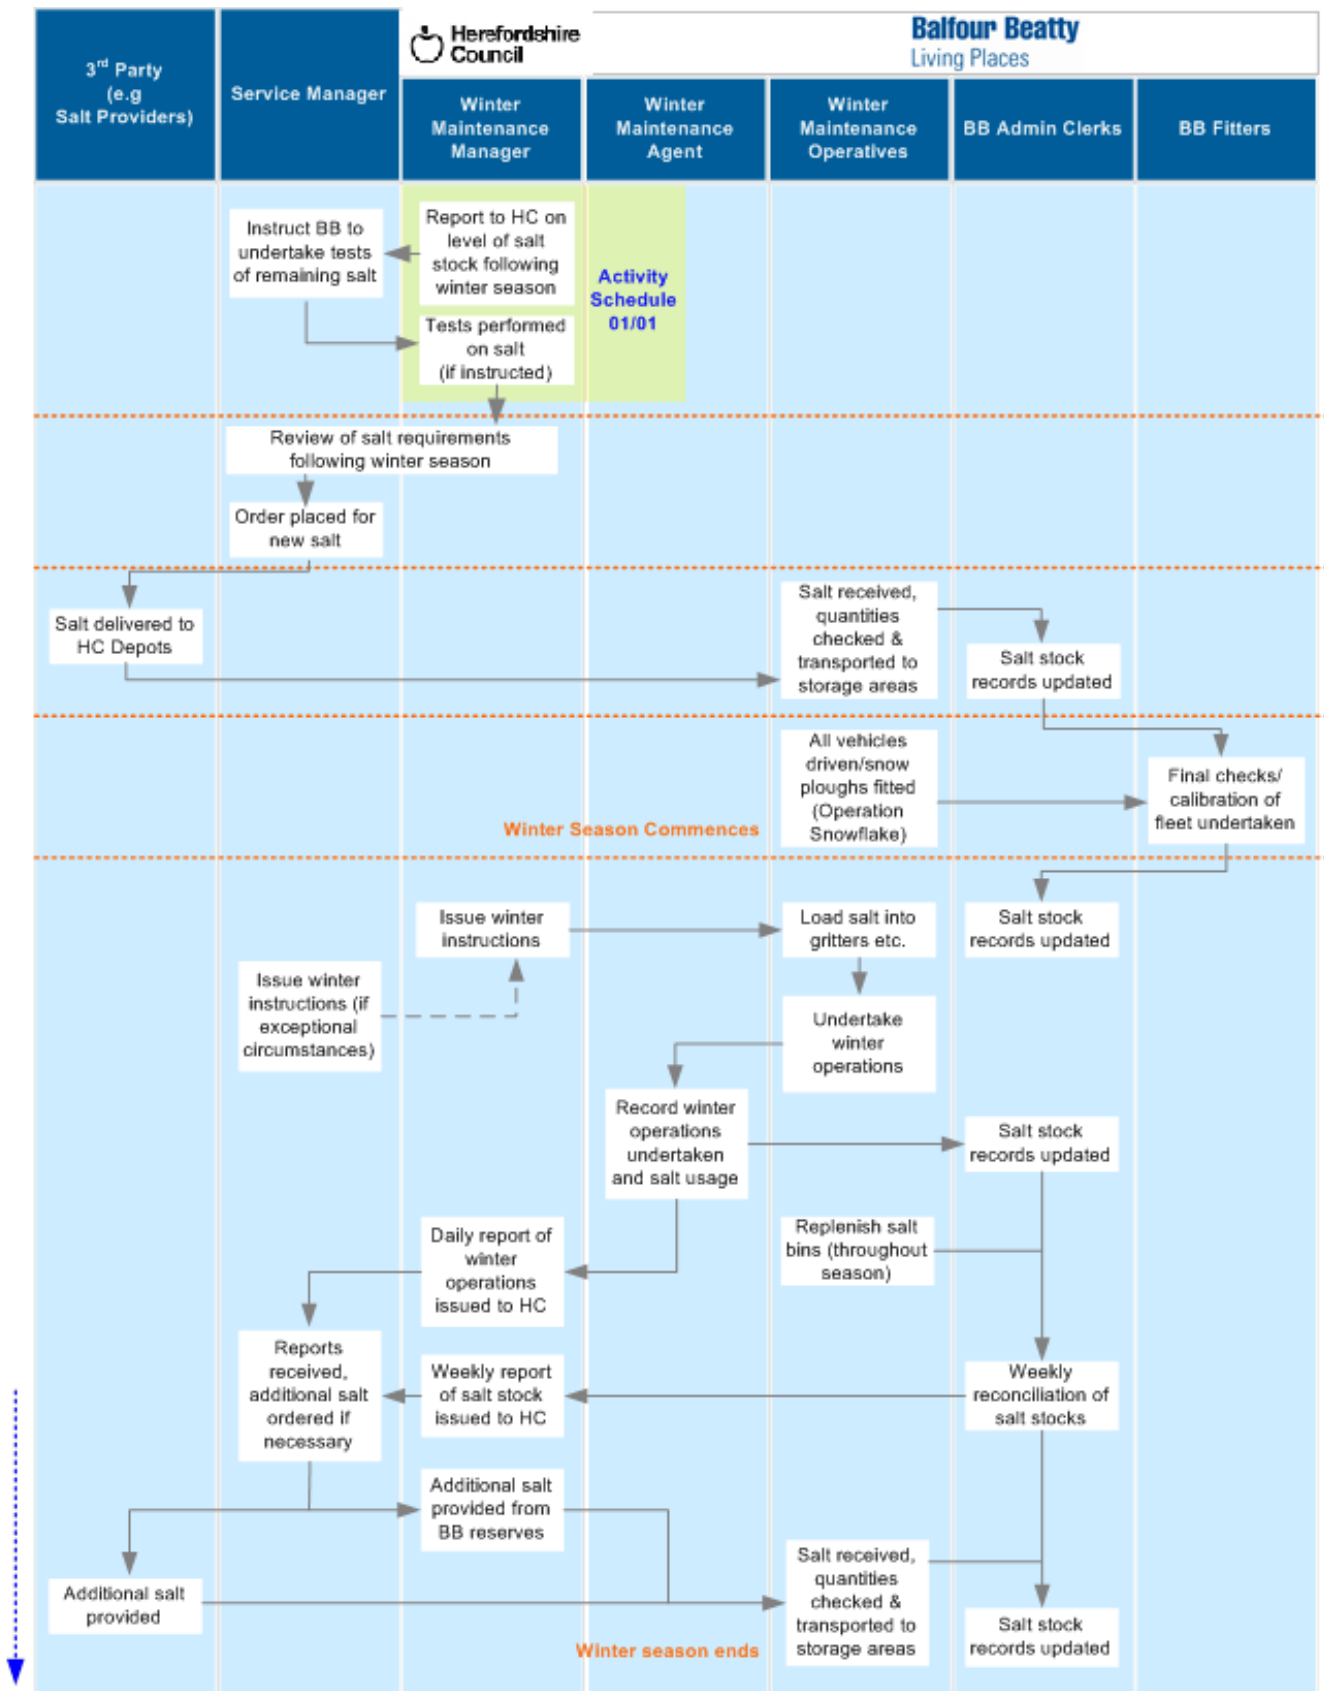 Herefordshire
Council
Balfour Beatty
Living Places
3rd Party
(e.g
Salt Providers)
Service Manager
Winter
Maintenance
Manager
Winter
Maintenance
Agent
Winter
Maintenance
Operatives
BB Admin Clerks
BB Fitters
Instruct BB to
undertake tests
of remaining salt
Report to HC on
level of salt
stock following
winter season
Activity
Schedule
01/01
Tests performed
on salt
(if instructed)
Review of salt requirements
following winter season
Order placed for
new salt
Salt delivered to
HC Depots
Salt received,
quantities
checked &
transported to
storage areas
Salt stock
records updated
All vehicles
driven/snow
ploughs fitted
(Operation
Snowflake)
Final checks/
calibration of
fleet undertaken
Winter Season Commences
Issue winter
instructions
Load salt into
gritters etc.
Salt stock
records updated
Issue winter
instructions (if
exceptional
circumstances)
Undertake
winter
operations
Record winter
operations
undertaken
and salt usage
Salt stock
records updated
Daily report of
winter
operations
issued to HC
Replenish salt
bins (throughout
season)
Reports
received,
additional salt
ordered if
necessary
Weekly report
of salt stock
issued to HC
Weekly
reconciliation of
salt stocks
Additional salt
provided from
BB reserves
Additional salt
provided
Salt received,
quantities
checked &
transported to
storage areas
Salt stock
records updated
Winter season ends